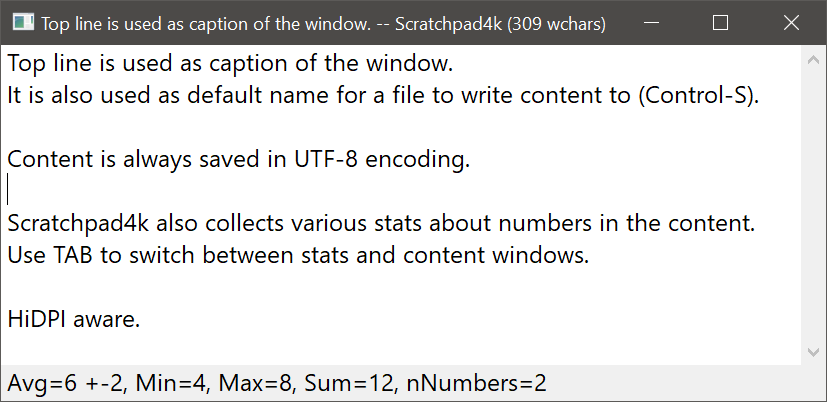 Top line is used as caption of the window. -- Scratchpad4k (309 wchars)
Top line is used as caption of the window.
It is also used as default name for a file to write content to (Control-S).
Content is always saved in UTF-8 encoding.
Scratchpad4k also collects various stats about numbers in the content.
Use TAB to switch between stats and content windows.
HiDPI aware.
Avg=6 +-2, Min=4, Max=8, Sum=12, nNumbers=2